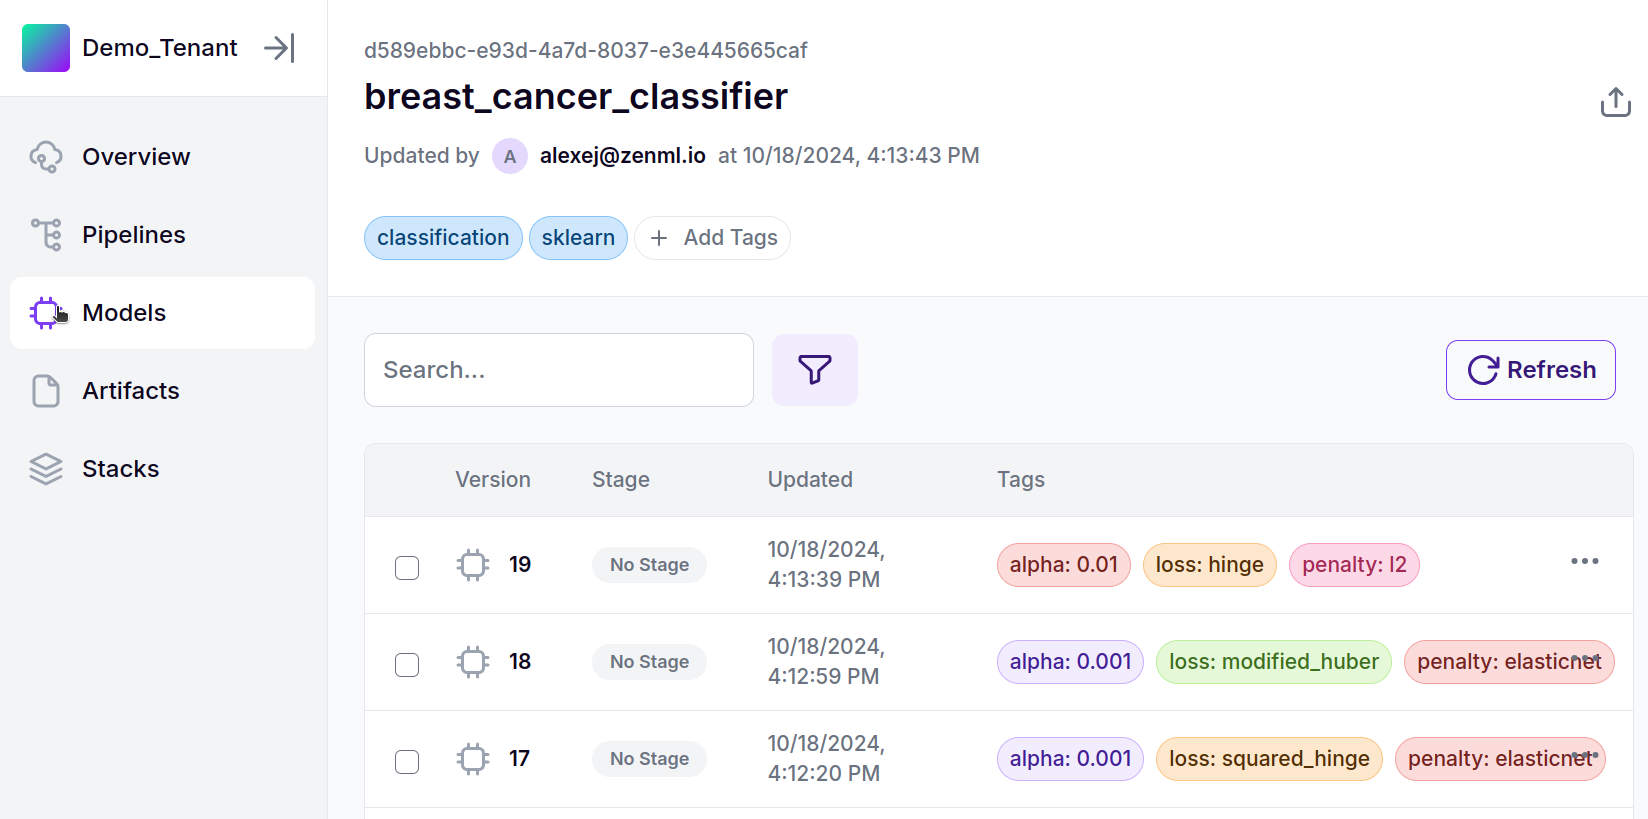 Demo_Tenant
Overview
Pipelines
Models
Artifacts
Stacks
d589ebbc-e93d-4a7d-8037-e3e445665caf
breast_cancer_classifier
Updated by A alexej@zenml.io at 10/18/2024, 4:13:43 PM
classification sklearn + Add Tags
Search...
Refresh
Version Stage Updated Tags
19 No Stage 10/18/2024, 4:13:39 PM alpha: 0.01 loss: hinge penalty: l2
18 No Stage 10/18/2024, 4:12:59 PM alpha: 0.001 loss: modified_huber penalty: elasticnet
17 No Stage 10/18/2024, 4:12:20 PM alpha: 0.001 loss: squared_hinge penalty: elasticnet